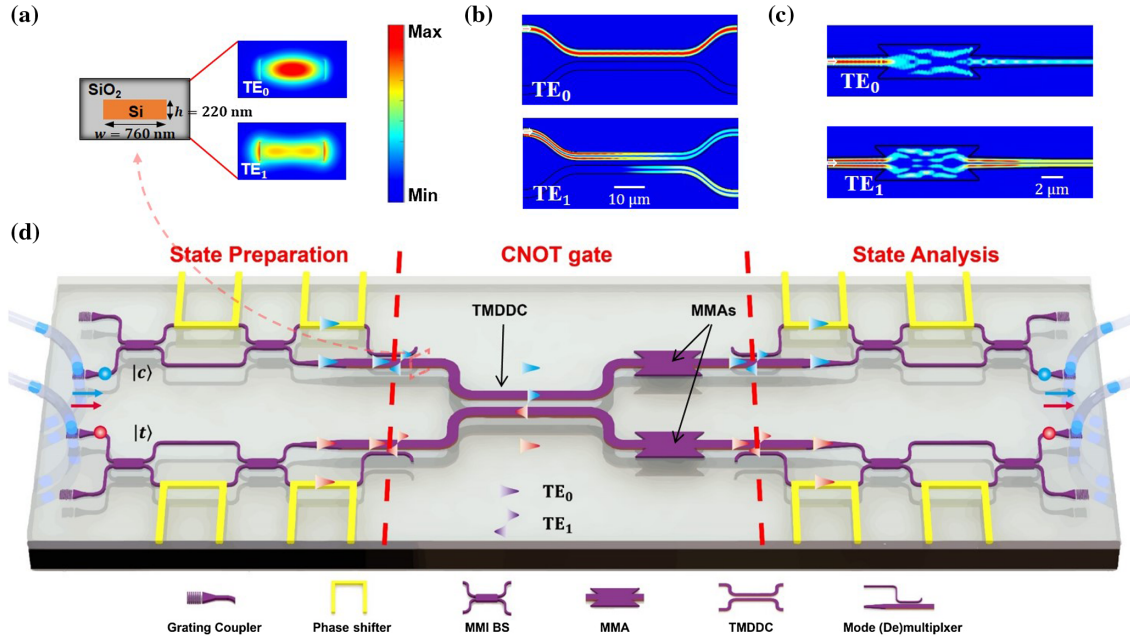 (a)
SiO2
Si
h = 220 nm
w = 760 nm
TE0
TE1
Max
Min
(b)
TE0
TE1
10 μm
(c)
TE0
TE1
2 μm
(d)
State Preparation
CNOT gate
State Analysis
TMDDC
MMAs
|c⟩
|t⟩
TE0
TE1
Grating Coupler
Phase shifter
MMI BS
MMA
TMDDC
Mode (De)multiplxer